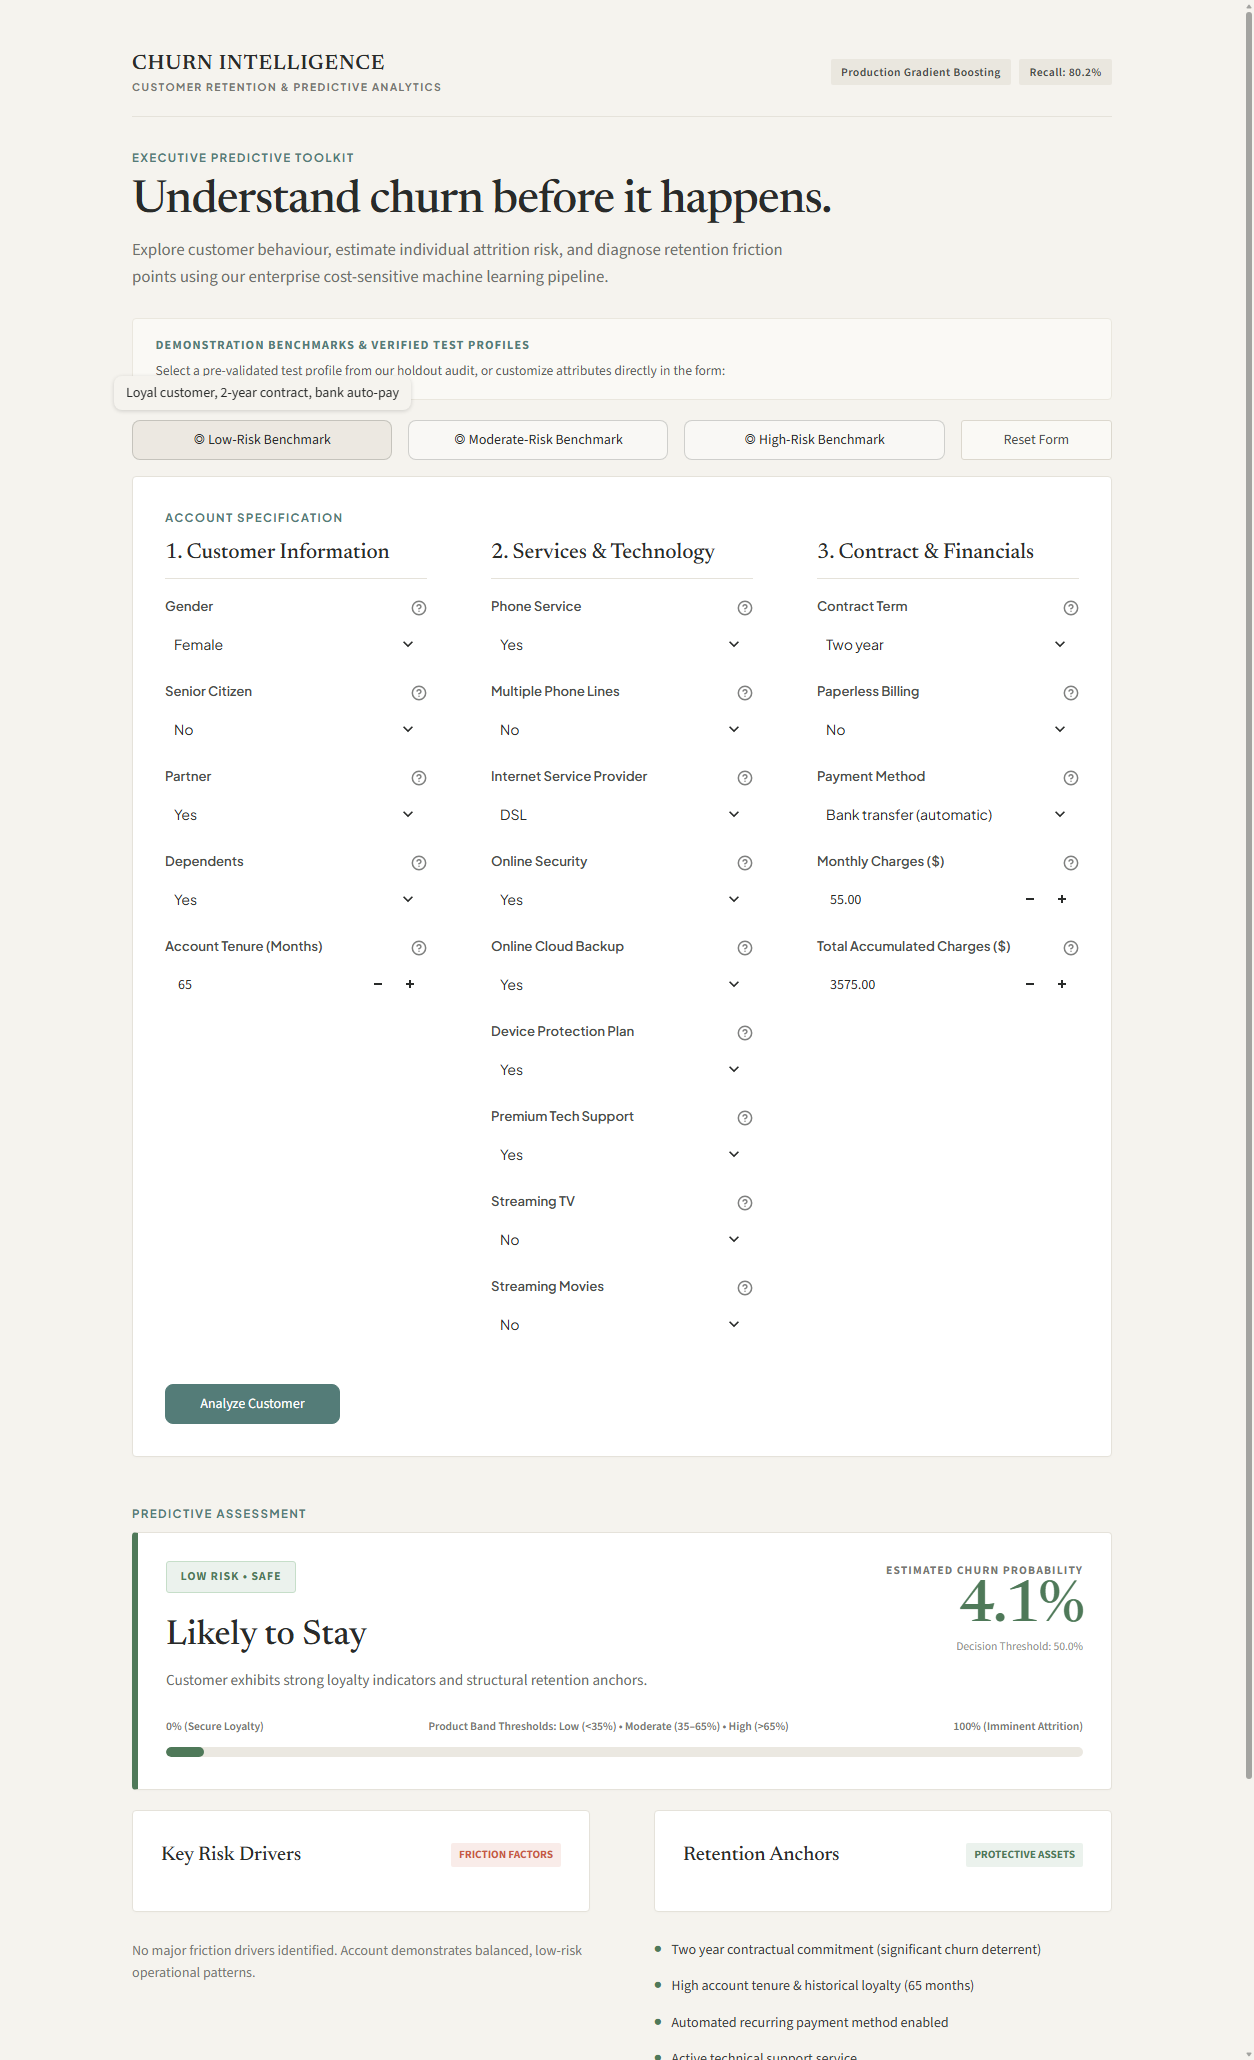 CHURN INTELLIGENCE
CUSTOMER RETENTION & PREDICTIVE ANALYTICS
Production Gradient Boosting
Recall: 80.2%
EXECUTIVE PREDICTIVE TOOLKIT
Understand churn before it happens.
Explore customer behaviour, estimate individual attrition risk, and diagnose retention friction
points using our enterprise cost-sensitive machine learning pipeline.
DEMONSTRATION BENCHMARKS & VERIFIED TEST PROFILES
Select a pre-validated test profile from our holdout audit, or customize attributes directly in the form:
Loyal customer, 2-year contract, bank auto-pay
Low-Risk Benchmark
Moderate-Risk Benchmark
High-Risk Benchmark
Reset Form
ACCOUNT SPECIFICATION
1. Customer Information
Gender
Female
Senior Citizen
No
Partner
Yes
Dependents
Yes
Account Tenure (Months)
65
2. Services & Technology
Phone Service
Yes
Multiple Phone Lines
No
Internet Service Provider
DSL
Online Security
Yes
Online Cloud Backup
Yes
Device Protection Plan
Yes
Premium Tech Support
Yes
Streaming TV
No
Streaming Movies
No
3. Contract & Financials
Contract Term
Two year
Paperless Billing
No
Payment Method
Bank transfer (automatic)
Monthly Charges ($)
55.00
Total Accumulated Charges ($)
3575.00
Analyze Customer
PREDICTIVE ASSESSMENT
LOW RISK • SAFE
Likely to Stay
Customer exhibits strong loyalty indicators and structural retention anchors.
ESTIMATED CHURN PROBABILITY
4.1%
Decision Threshold: 50.0%
0% (Secure Loyalty)
Product Band Thresholds: Low (<35%) • Moderate (35–65%) • High (>65%)
100% (Imminent Attrition)
Key Risk Drivers
FRICTION FACTORS
No major friction drivers identified. Account demonstrates balanced, low-risk
operational patterns.
Retention Anchors
PROTECTIVE ASSETS
Two year contractual commitment (significant churn deterrent)
High account tenure & historical loyalty (65 months)
Automated recurring payment method enabled
Active technical support service